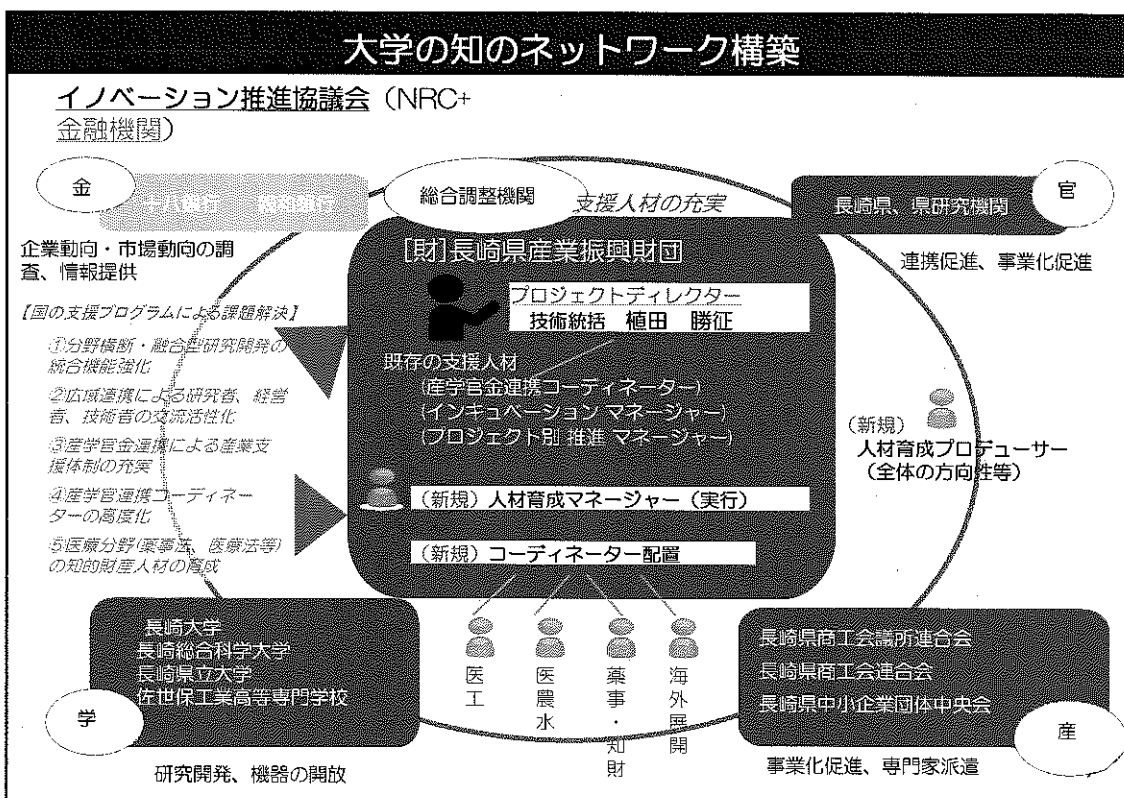 大学の知のネットワーク構築
イノベーション推進協議会（NRC+
金融機関）
金
十八銀行　親和銀行
企業動向・市場動向の調
査、情報提供
総合調整機関
支援人材の充実
官
長崎県、県研究機関
連携促進、事業化促進
【国の支援プログラムによる課題解決】
①分野横断・融合型研究開発の
統合機能強化
②広域連携による研究者、経営
者、技術者の交流活性化
③産学官金連携による産業支
援体制の充実
④産学官連携コーディネー
ターの高度化
⑤医療分野(薬事法、医療法等)
の知的財産人材の育成
[財]長崎県産業振興財団
プロジェクトディレクター
技術統括　植田　勝征
既存の支援人材
(産学官金連携コーディネーター)
(インキュベーション マネージャー)
(プロジェクト別 推進 マネージャー)
（新規）人材育成マネージャー（実行）
（新規）コーディネーター配置
（新規）
人材育成プロデューサー
（全体の方向性等）
医工
医農水
薬事・知財
海外展開
長崎大学
長崎総合科学大学
長崎県立大学
佐世保工業高等専門学校
学
研究開発、機器の開放
長崎県商工会議所連合会
長崎県商工会連合会
長崎県中小企業団体中央会
産
事業化促進、専門家派遣